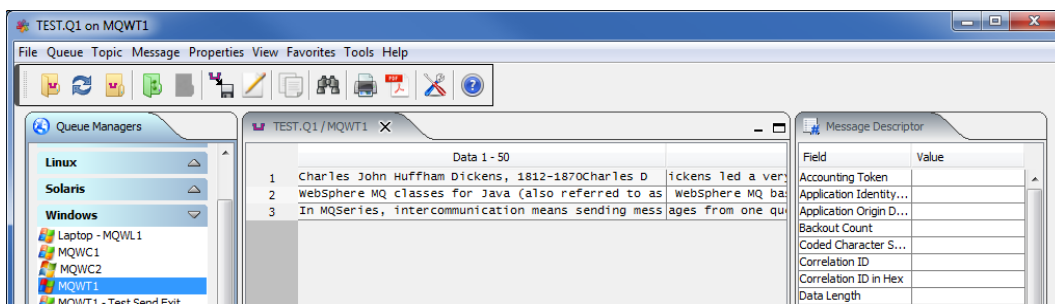 TEST.Q1 on MQWT1
File Queue Topic Message Properties View Favorites Tools Help
PDF
Queue Managers
Linux
Solaris
Windows
Laptop - MQWL1
MQWC1
MQWC2
MQWT1
MQWT1 - Test Send Exit
TEST.Q1 / MQWT1
Data 1 - 50
1 Charles John Huffham Dickens, 1812-1870Charles D ickens led a very
2 WebSphere MQ classes for Java (also referred to as WebSphere MQ bas
3 In MQSeries, intercommunication means sending mess ages from one que
Message Descriptor
Field Value
Accounting Token
Application Identity...
Application Origin D...
Backout Count
Coded Character S...
Correlation ID
Correlation ID in Hex
Data Length